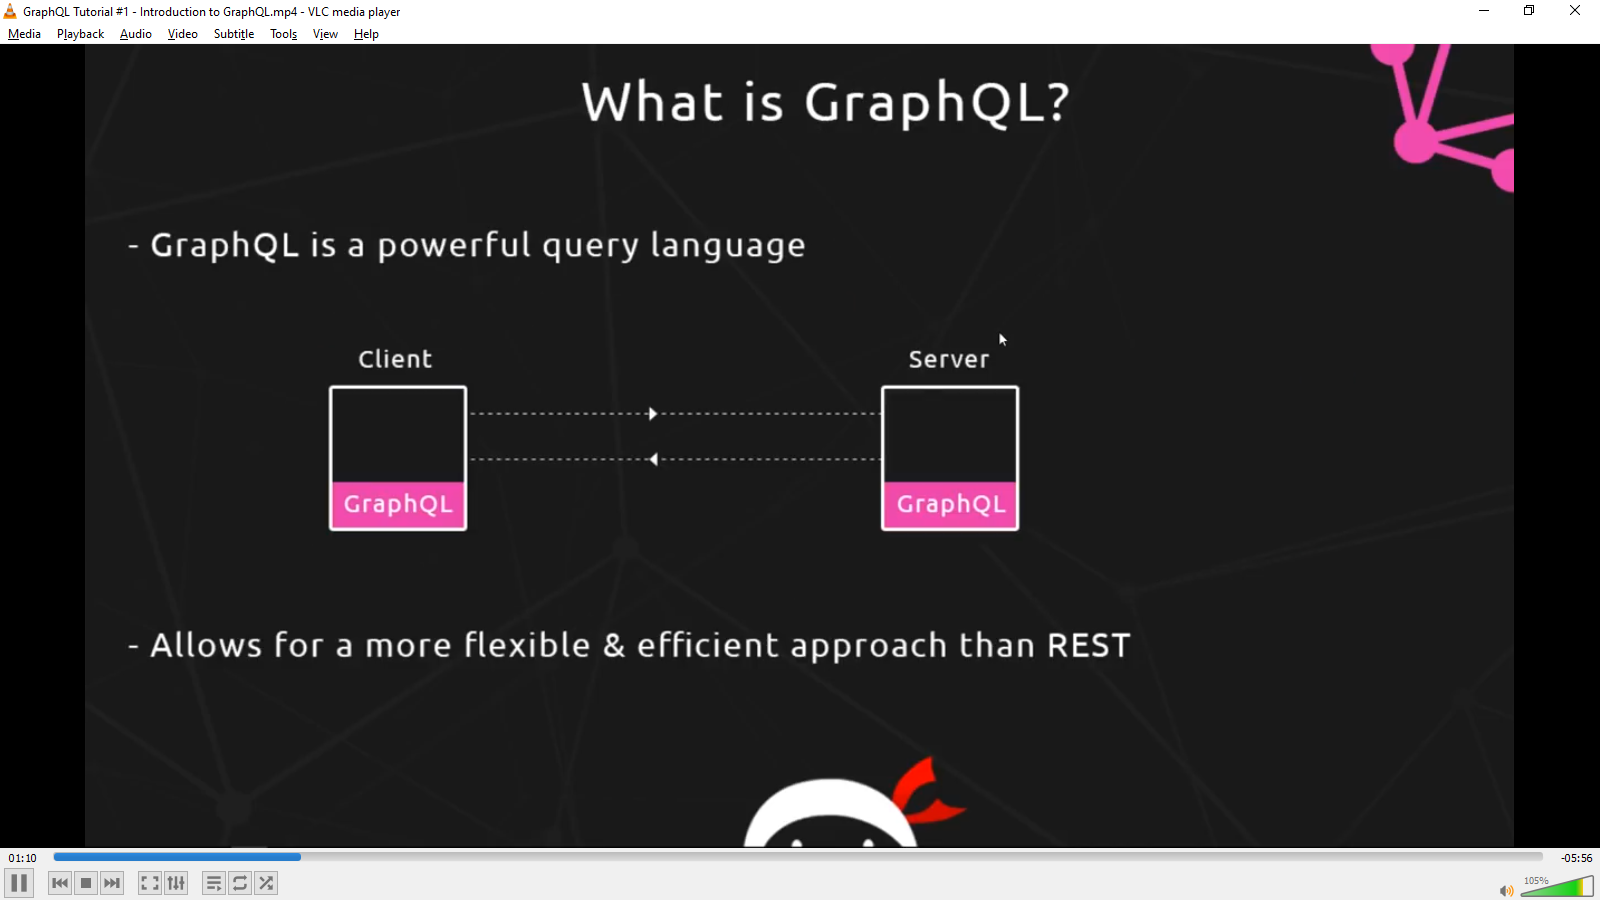 GraphQL Tutorial #1 - Introduction to GraphQL.mp4 - VLC media player
Media Playback Audio Video Subtitle Tools View Help
What is GraphQL?
- GraphQL is a powerful query language
Client Server
GraphQL GraphQL
- Allows for a more flexible & efficient approach than REST
01:10 -05:56
105%